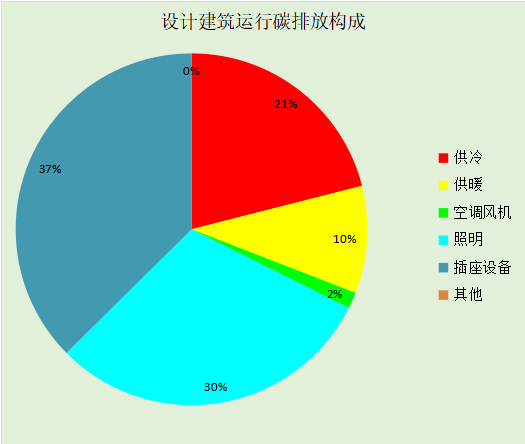 设计建筑运行碳排放构成
0%
21%
37%
10%
2%
30%
供冷
供暖
空调风机
照明
插座设备
其他